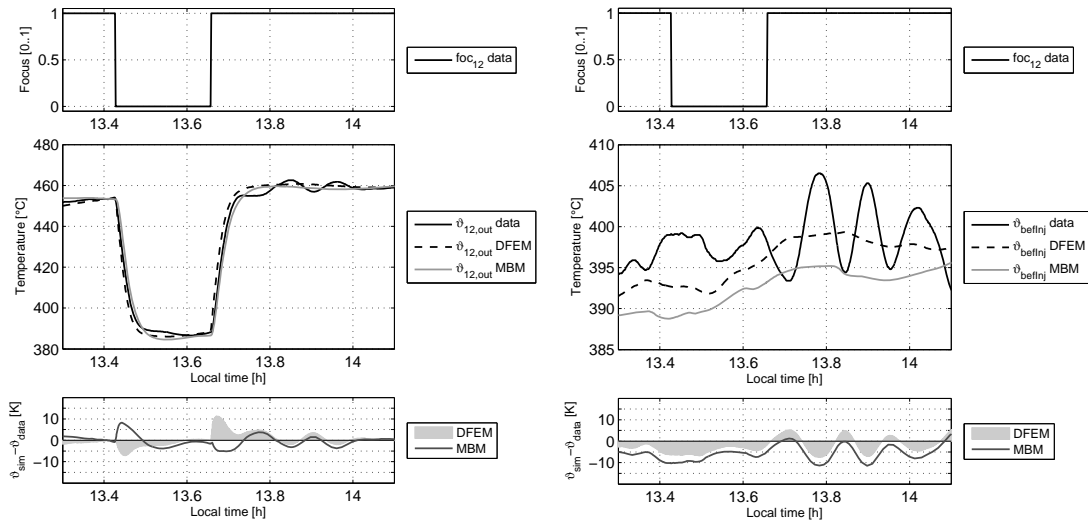 Focus [0..1]
1
0.5
0
13.4 13.6 13.8 14
foc12 data
Temperature [°C]
480
460
440
420
400
380
13.4 13.6 13.8 14
Local time [h]
ϑ12,out data
ϑ12,out DFEM
ϑ12,out MBM
ϑsim−ϑdata [K]
10
0
−10
13.4 13.6 13.8 14
Local time [h]
DFEM
MBM
Focus [0..1]
1
0.5
0
13.4 13.6 13.8 14
foc12 data
Temperature [°C]
410
405
400
395
390
385
13.4 13.6 13.8 14
Local time [h]
ϑbefInj data
ϑbefInj DFEM
ϑbefInj MBM
ϑsim−ϑdata [K]
10
0
−10
13.4 13.6 13.8 14
Local time [h]
DFEM
MBM